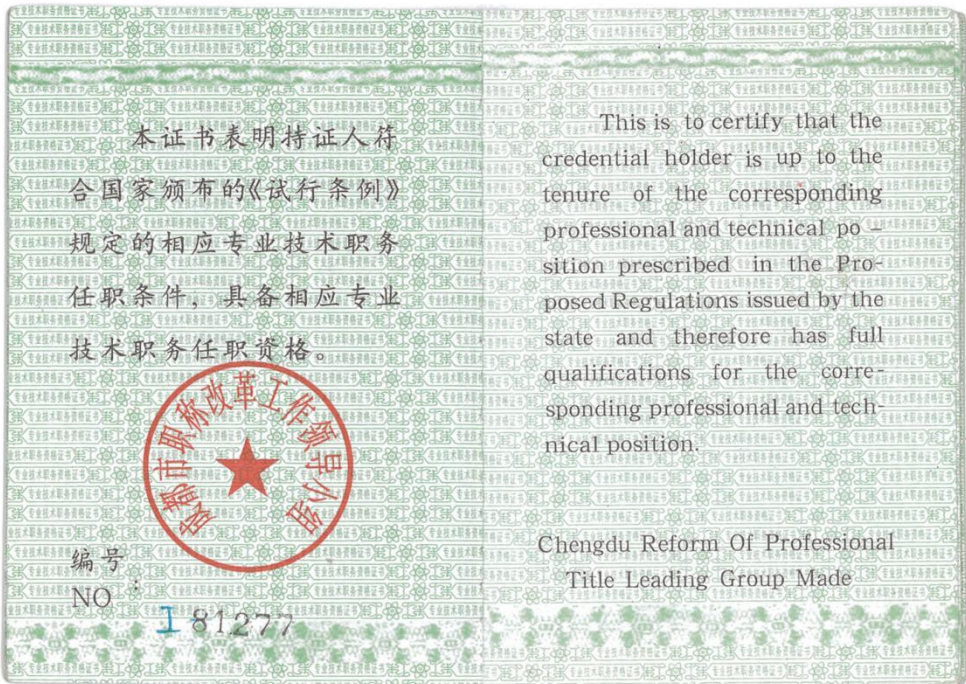 本证书表明持证人符
合国家颁布的《试行条例》
规定的相应专业技术职务
任职条件，具备相应专业
技术职务任职资格。
成都市职称改革工作领导小组
编号
NO :
I 81277
This is to certify that the
credential holder is up to the
tenure of the corresponding
professional and technical po –
sition prescribed in the Pro-
posed Regulations issued by the
state and therefore has full
qualifications for the corre-
sponding professional and tech-
nical position.
Chengdu Reform Of Professional
Title Leading Group Made